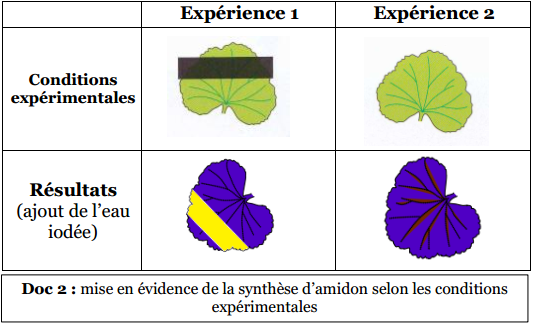 Expérience 1 Expérience 2
Conditions
expérimentales
Résultats
(ajout de l'eau
iodée)
Doc 2 : mise en évidence de la synthèse d'amidon selon les conditions
expérimentales